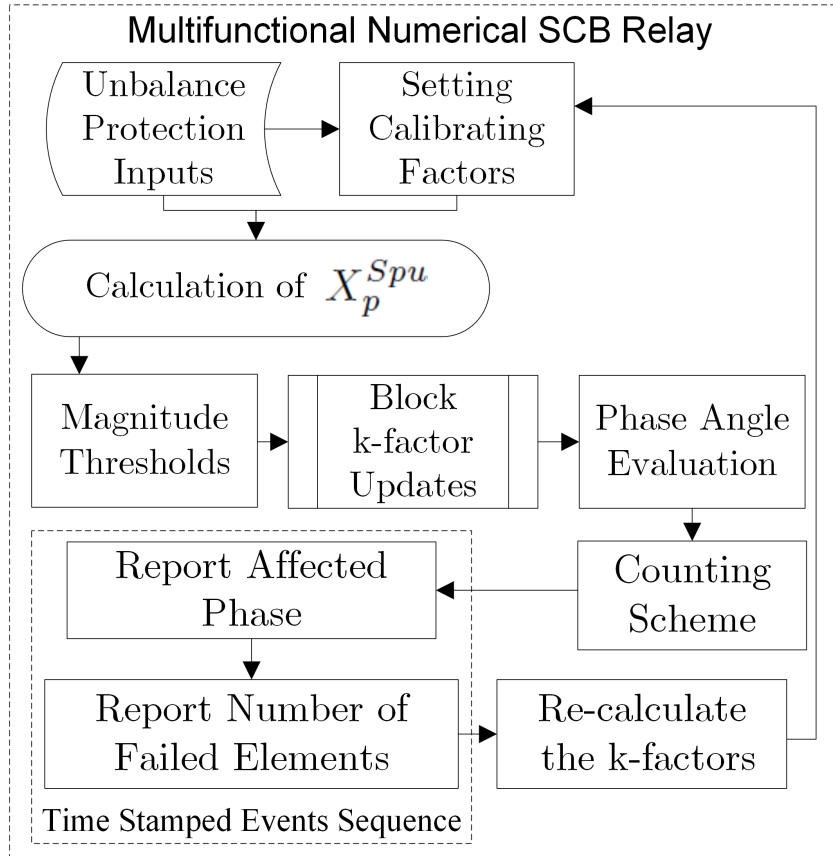 Multifunctional Numerical SCB Relay
Unbalance
Protection
Inputs
Setting
Calibrating
Factors
Calculation of X_p^{Spu}
Magnitude
Thresholds
Block
k-factor
Updates
Phase Angle
Evaluation
Counting
Scheme
Report Affected
Phase
Report Number of
Failed Elements
Re-calculate
the k-factors
Time Stamped Events Sequence